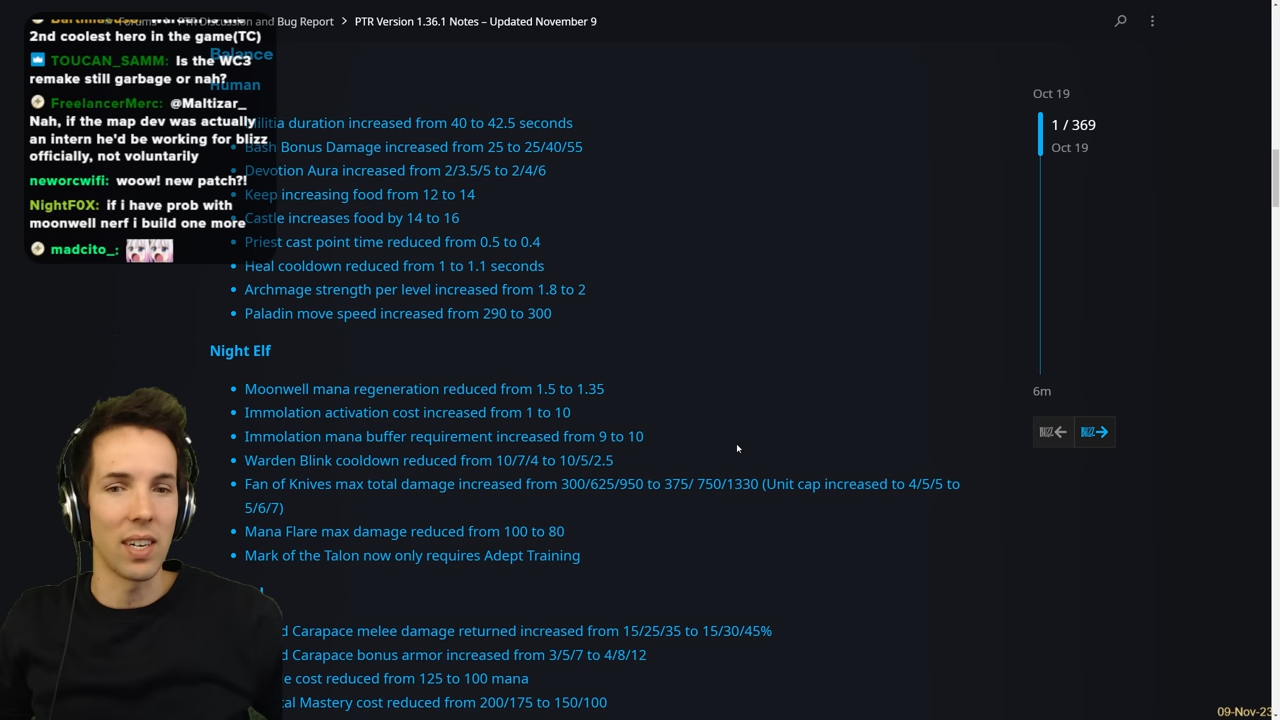 Forums > PTR Discussion and Bug Report > PTR Version 1.36.1 Notes – Updated November 9
2nd coolest hero in the game(TC)
TOUCAN_SAMM: Is the WC3
remake still garbage or nah?
FreelancerMerc: @Maltizar_
Nah, if the map dev was actually
an intern he'd be working for blizz
officially, not voluntarily
neworcwifi: woow! new patch?!
NightF0X: if i have prob with
moonwell nerf i build one more
madcito_:
Balance
Human
Militia duration increased from 40 to 42.5 seconds
Bash Bonus Damage increased from 25 to 25/40/55
Devotion Aura increased from 2/3.5/5 to 2/4/6
Keep increasing food from 12 to 14
Castle increases food by 14 to 16
Priest cast point time reduced from 0.5 to 0.4
Heal cooldown reduced from 1 to 1.1 seconds
Archmage strength per level increased from 1.8 to 2
Paladin move speed increased from 290 to 300
Night Elf
Moonwell mana regeneration reduced from 1.5 to 1.35
Immolation activation cost increased from 1 to 10
Immolation mana buffer requirement increased from 9 to 10
Warden Blink cooldown reduced from 10/7/4 to 10/5/2.5
Fan of Knives max total damage increased from 300/625/950 to 375/ 750/1330 (Unit cap increased to 4/5/5 to
5/6/7)
Mana Flare max damage reduced from 100 to 80
Mark of the Talon now only requires Adept Training
d Carapace melee damage returned increased from 15/25/35 to 15/30/45%
d Carapace bonus armor increased from 3/5/7 to 4/8/12
e cost reduced from 125 to 100 mana
tal Mastery cost reduced from 200/175 to 150/100
Oct 19
1 / 369
Oct 19
6m
BLIZZ
BLIZZ
09-Nov-23